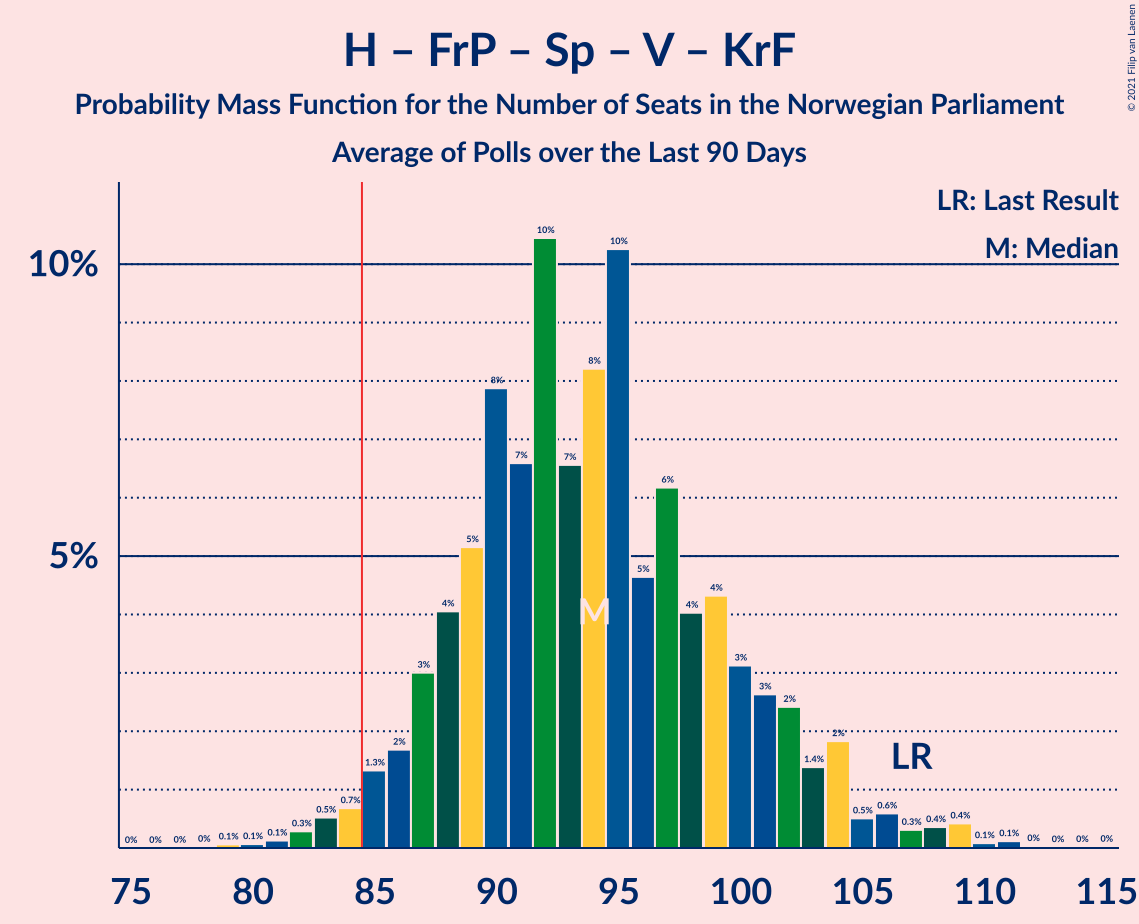 © 2021 Filip van Laenen
H – FrP – Sp – V – KrF
Probability Mass Function for the Number of Seats in the Norwegian Parliament
Average of Polls over the Last 90 Days
LR: Last Result
M: Median
10%
5%
0% 0% 0% 0% 0.1% 0.1% 0.1% 0.3% 0.5% 0.7% 1.3% 2% 3% 4% 5% 8% 7% 10% 7% 8% 10% 5% 6% 4% 4% 3% 3% 2% 1.4% 2% 0.5% 0.6% 0.3% 0.4% 0.4% 0.1% 0.1% 0% 0% 0% 0%
M
LR
75 80 85 90 95 100 105 110 115